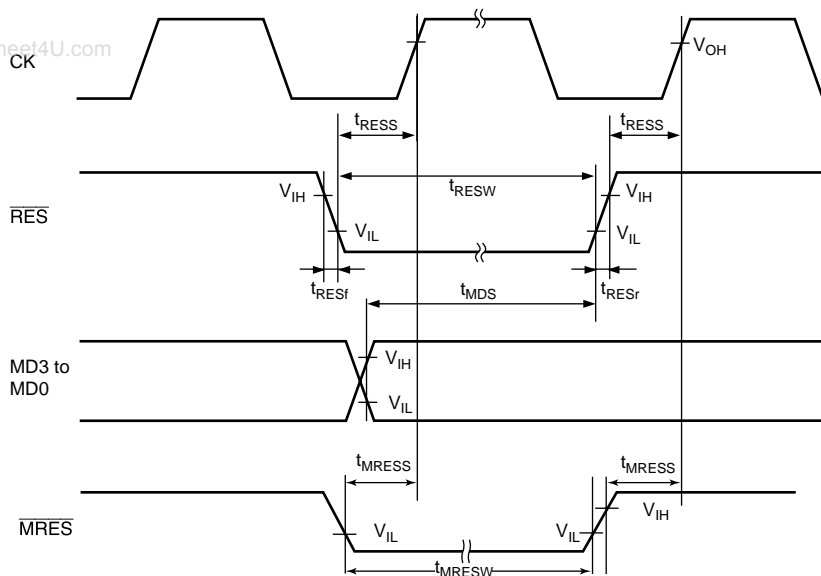 heet4U.com
CK
V_OH
t_RESS
t_RESS
t_RESW
V_IH
V_IH
RES
V_IL
V_IL
t_RESf
t_MDS
t_RESr
MD3 to
MD0
V_IH
V_IL
t_MRESS
t_MRESS
MRES
V_IL
V_IL
V_IH
t_MRESW